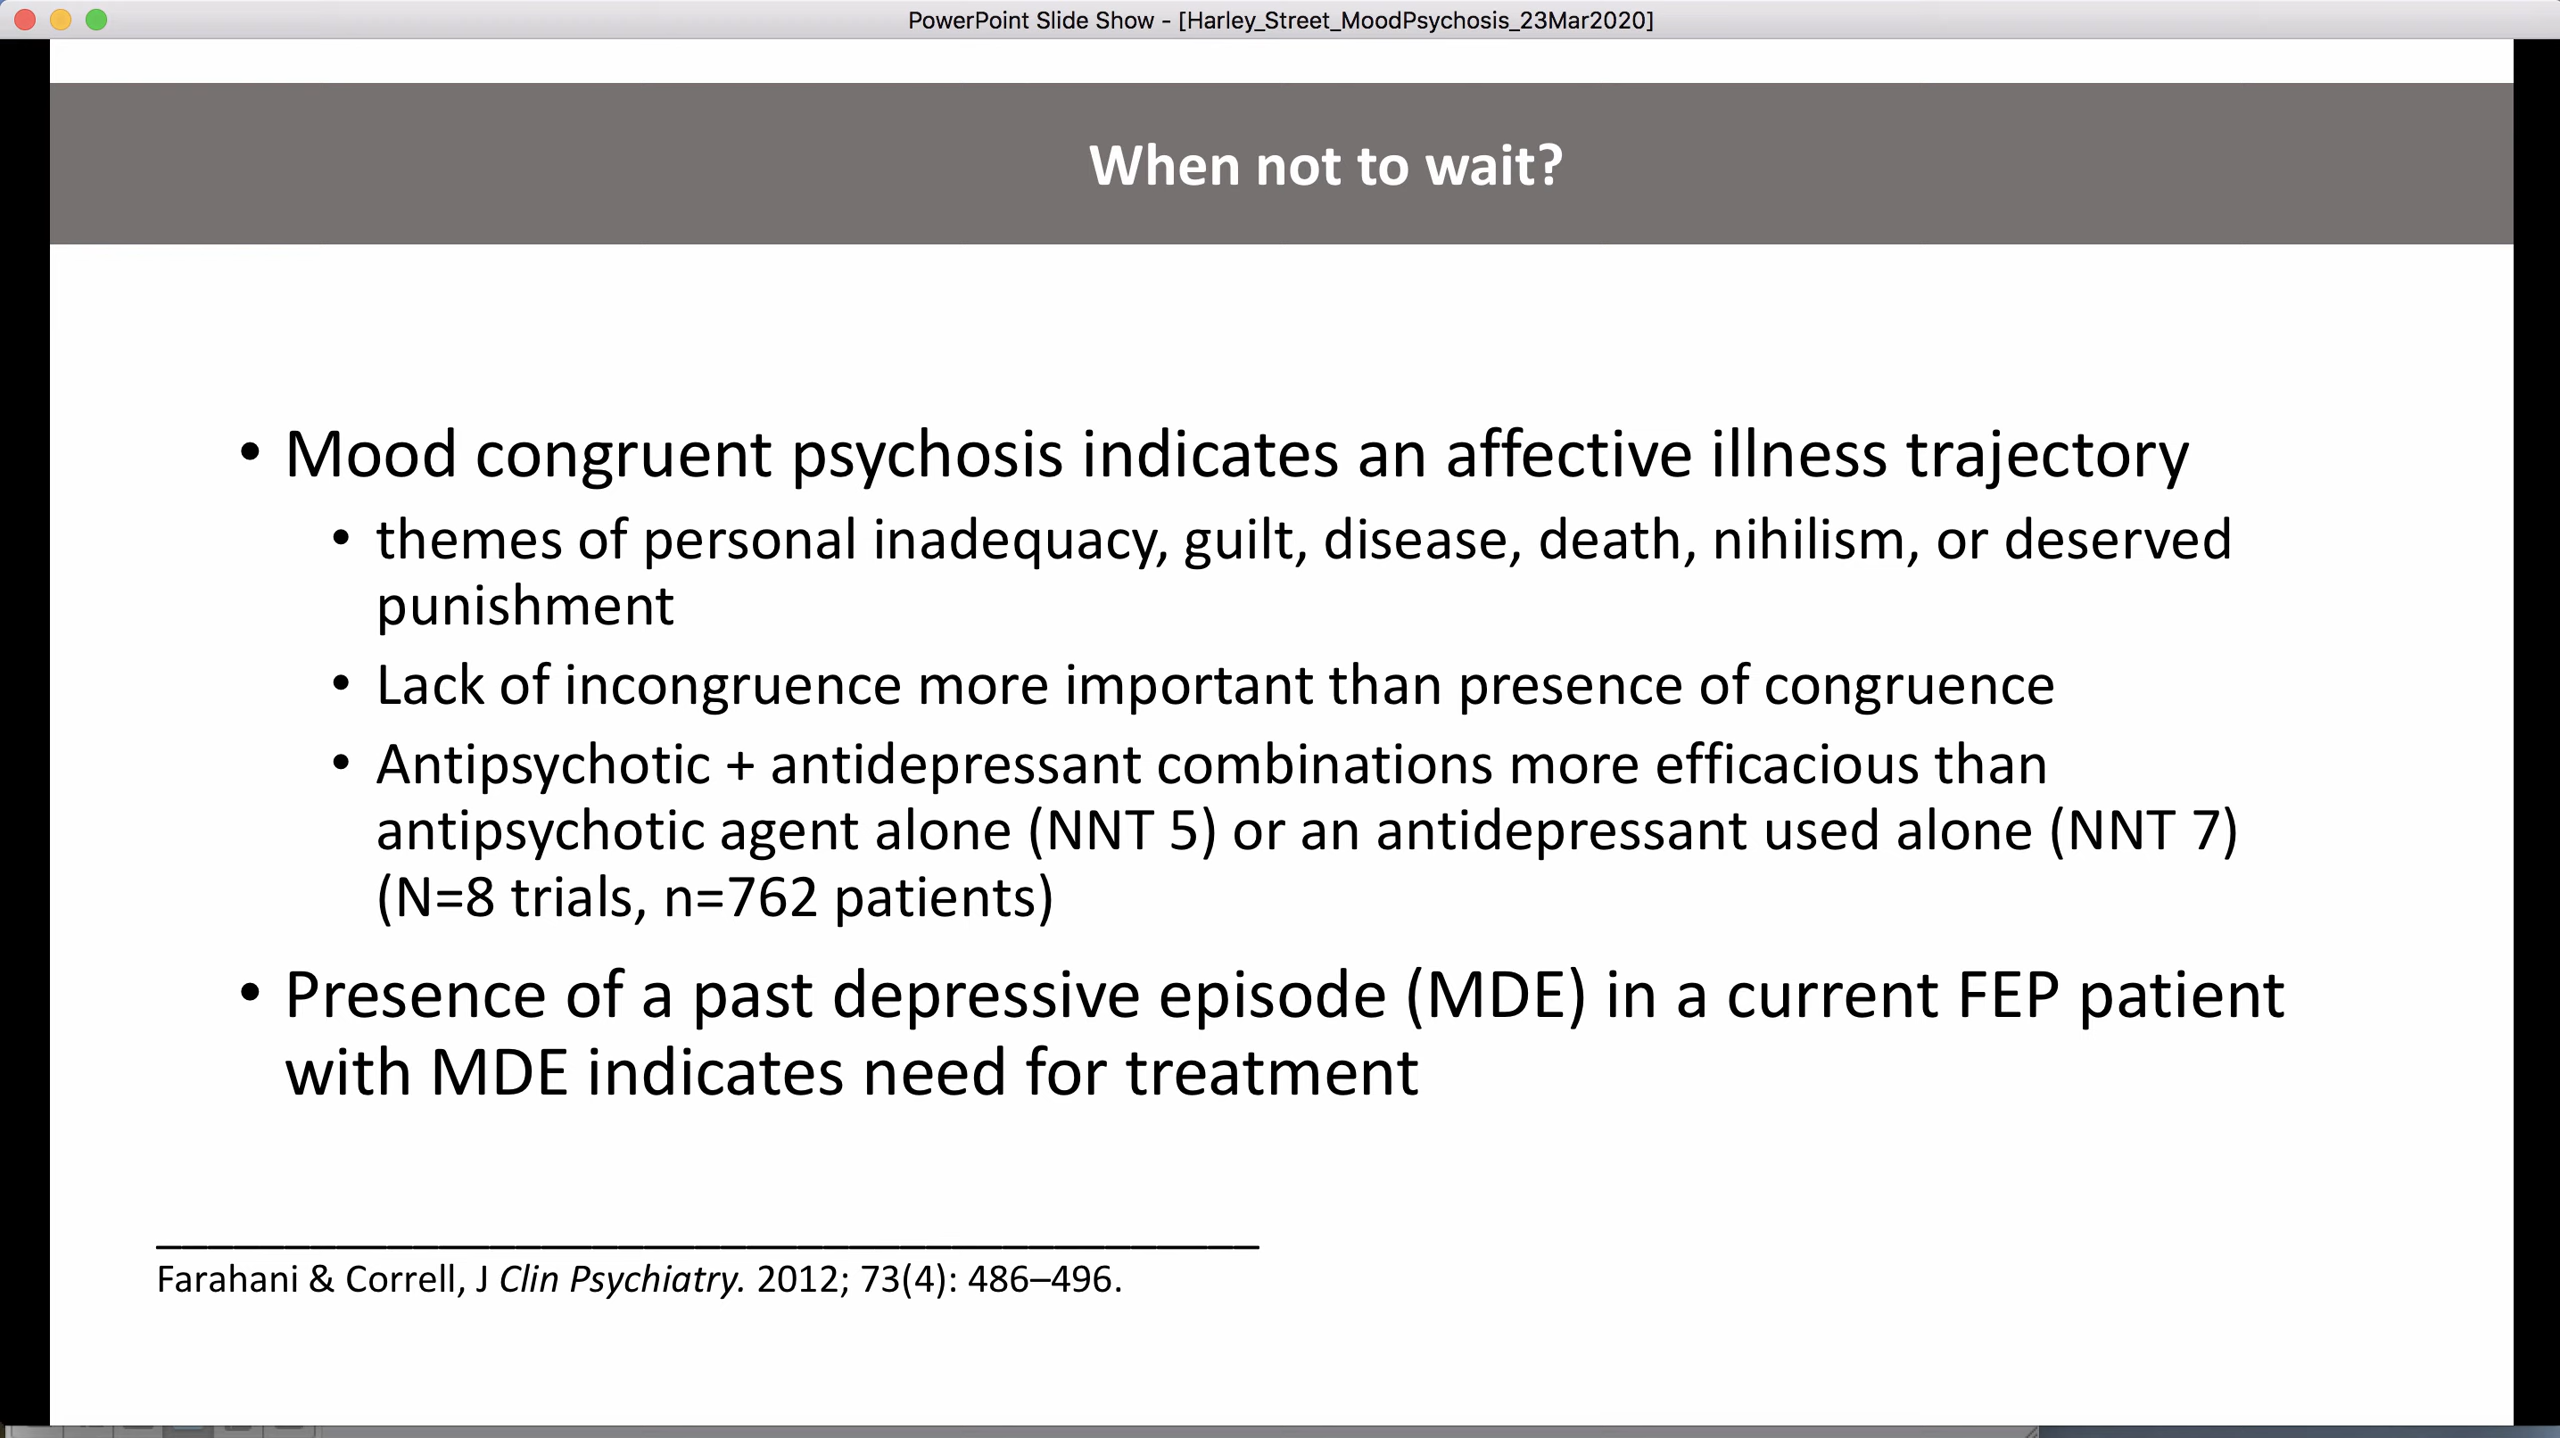 PowerPoint Slide Show - [Harley_Street_MoodPsychosis_23Mar2020]
When not to wait?
• Mood congruent psychosis indicates an affective illness trajectory
• themes of personal inadequacy, guilt, disease, death, nihilism, or deserved
punishment
• Lack of incongruence more important than presence of congruence
• Antipsychotic + antidepressant combinations more efficacious than
antipsychotic agent alone (NNT 5) or an antidepressant used alone (NNT 7)
(N=8 trials, n=762 patients)
• Presence of a past depressive episode (MDE) in a current FEP patient
with MDE indicates need for treatment
Farahani & Correll, J Clin Psychiatry. 2012; 73(4): 486–496.